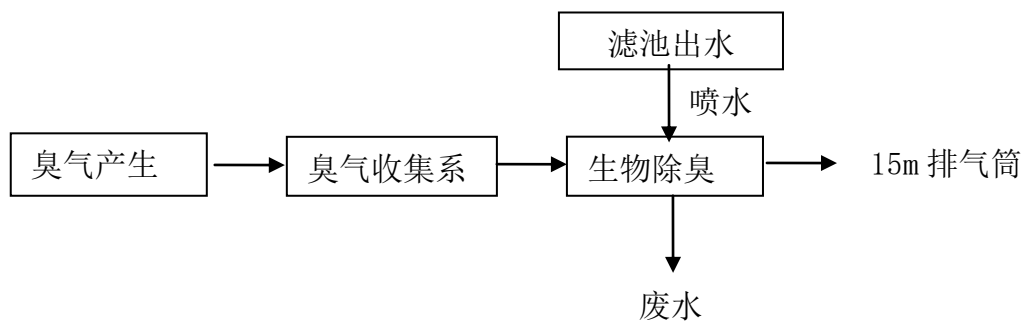 滤池出水
喷水
臭气产生
臭气收集系
生物除臭
15m 排气筒
废水